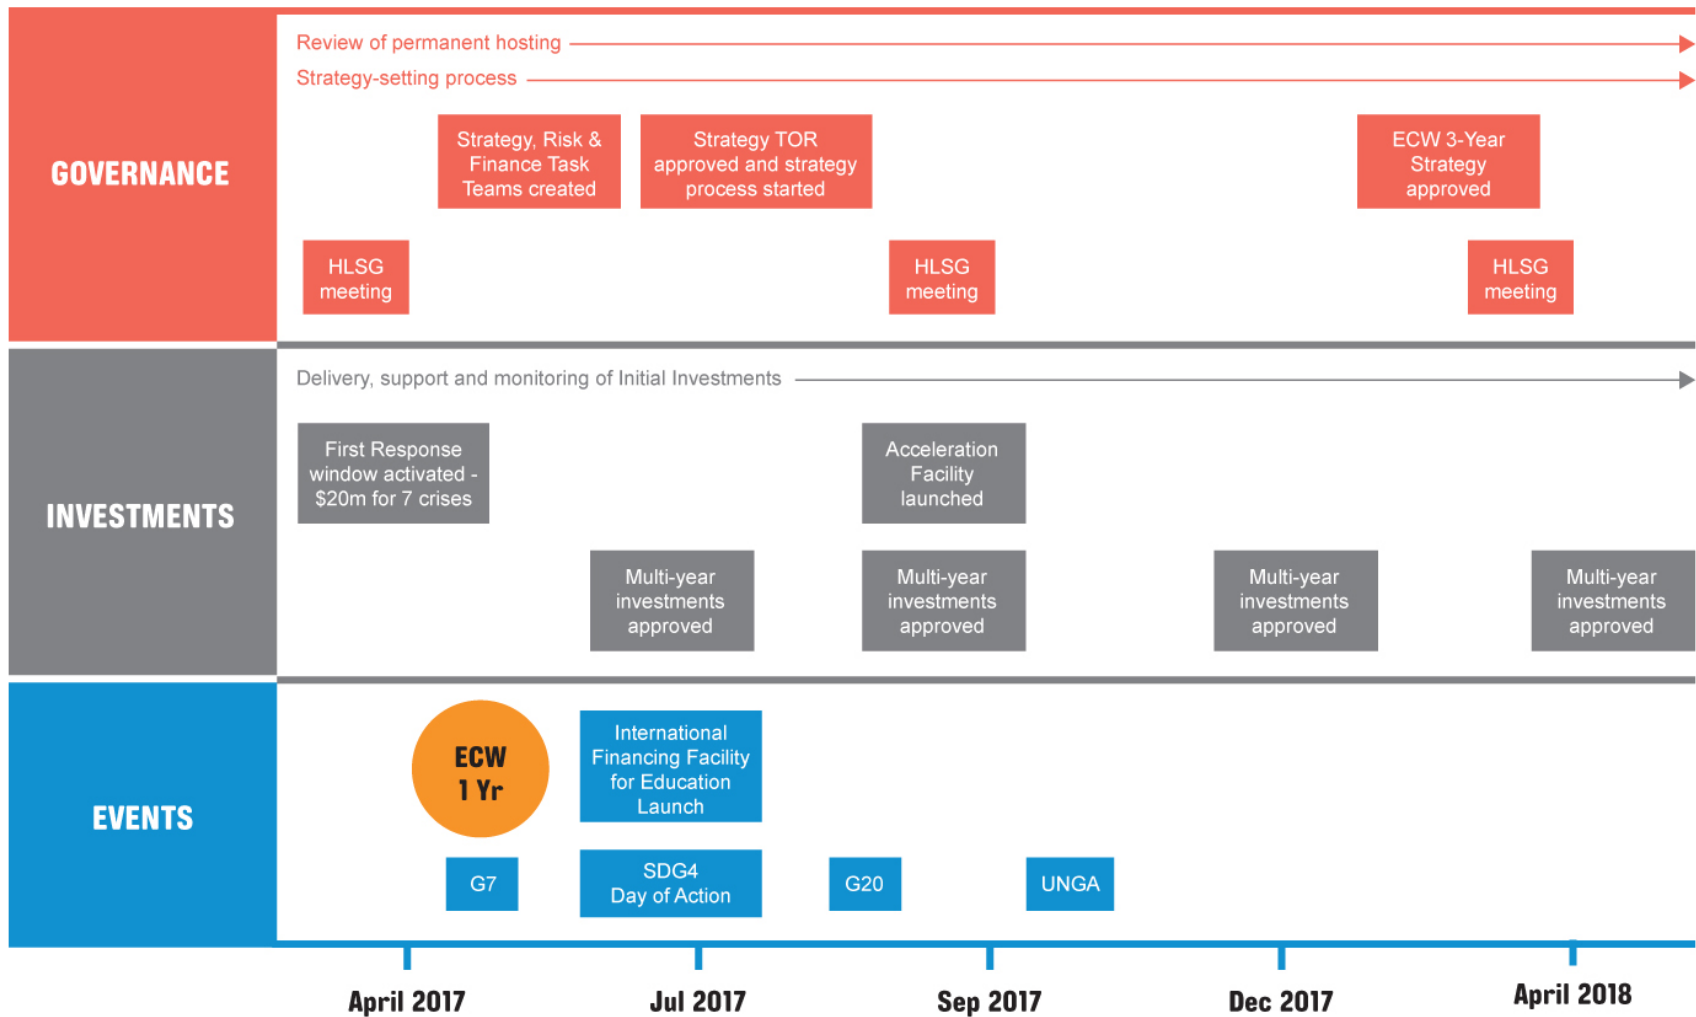 GOVERNANCE
Review of permanent hosting
Strategy-setting process
Strategy, Risk &
Finance Task
Teams created
Strategy TOR
approved and strategy
process started
ECW 3-Year
Strategy
approved
HLSG
meeting
HLSG
meeting
HLSG
meeting
INVESTMENTS
Delivery, support and monitoring of Initial Investments
First Response
window activated -
$20m for 7 crises
Acceleration
Facility
launched
Multi-year
investments
approved
Multi-year
investments
approved
Multi-year
investments
approved
Multi-year
investments
approved
EVENTS
ECW
1 Yr
International
Financing Facility
for Education
Launch
G7
SDG4
Day of Action
G20
UNGA
April 2017
Jul 2017
Sep 2017
Dec 2017
April 2018